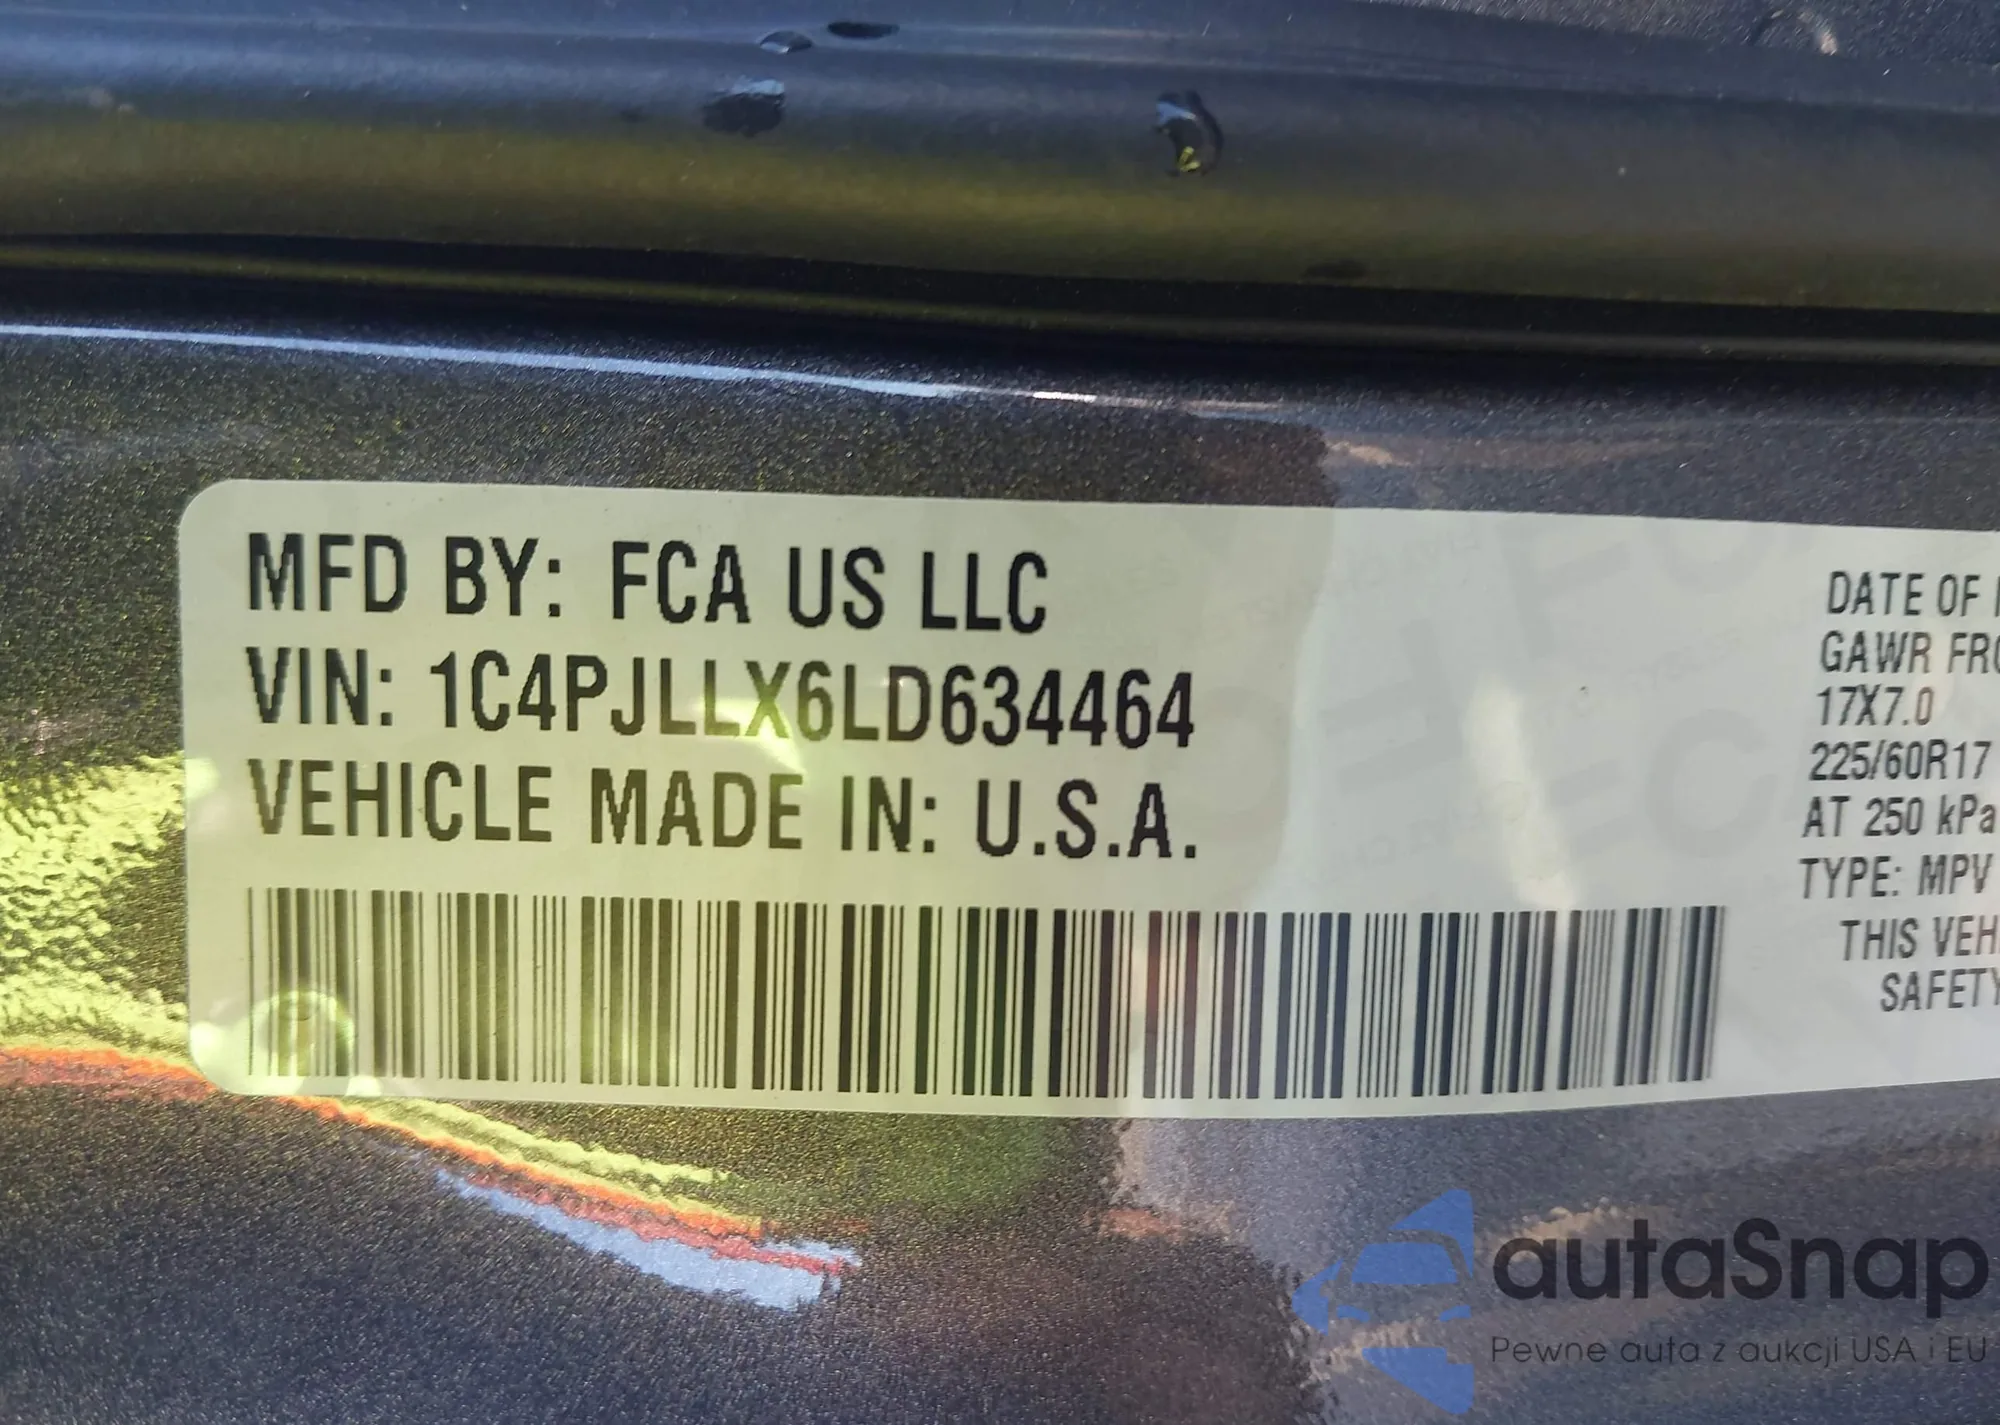 MFD BY: FCA US LLC
VIN: 1C4PJLLX6LD634464
VEHICLE MADE IN: U.S.A.
DATE OF
GAWR
17X7.0
225/60R17
AT 250 kPa
TYPE: MPV
THIS
SAFETY
autaSnap
Pewne auta z aukcji USA i EU